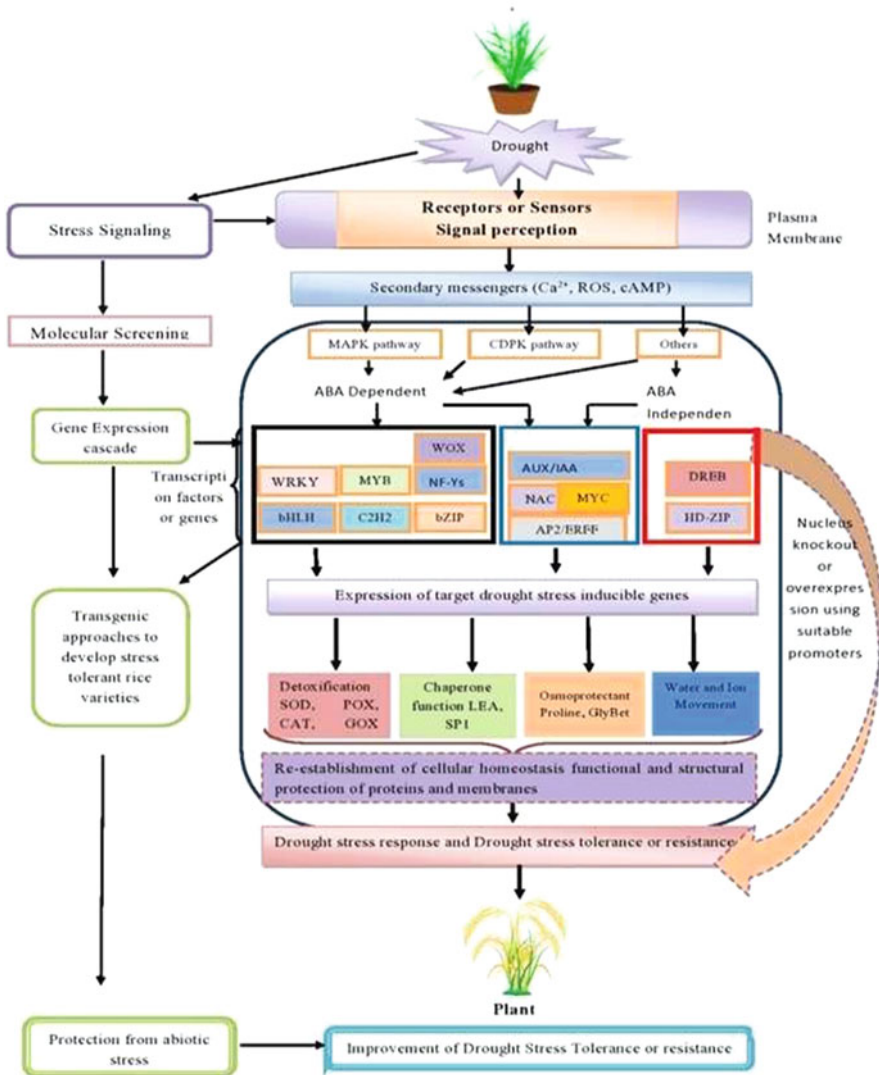 Drought
Receptors or Sensors
Signal perception
Plasma
Membrane
Stress Signaling
Secondary messengers (Ca²⁺, ROS, cAMP)
Molecular Screening
MAPK pathway
CDPK pathway
Others
ABA Dependent
ABA
Independen
Gene Expression
cascade
Transcripti
on factors
or genes
WOX
WRKY
MYB
NF-Ys
bHLH
C2H2
bZIP
AUX/IAA
NAC
MYC
AP2/ERFF
DREB
HD-ZIP
Nucleus
knockout
or
overexpres
sion using
suitable
promoters
Expression of target drought stress inducible genes
Transgenic
approaches to
develop stress
tolerant rice
varieties
Detoxification
SOD, POX,
CAT, GOX
Chaperone
function LEA,
SP1
Osmoprotectant
Proline, GlyBet
Water and Ion
Movement
Re-establishment of cellular homeostasis functional and structural
protection of proteins and membranes
Drought stress response and Drought stress tolerance or resistance
Plant
Protection from abiotic
stress
Improvement of Drought Stress Tolerance or resistance